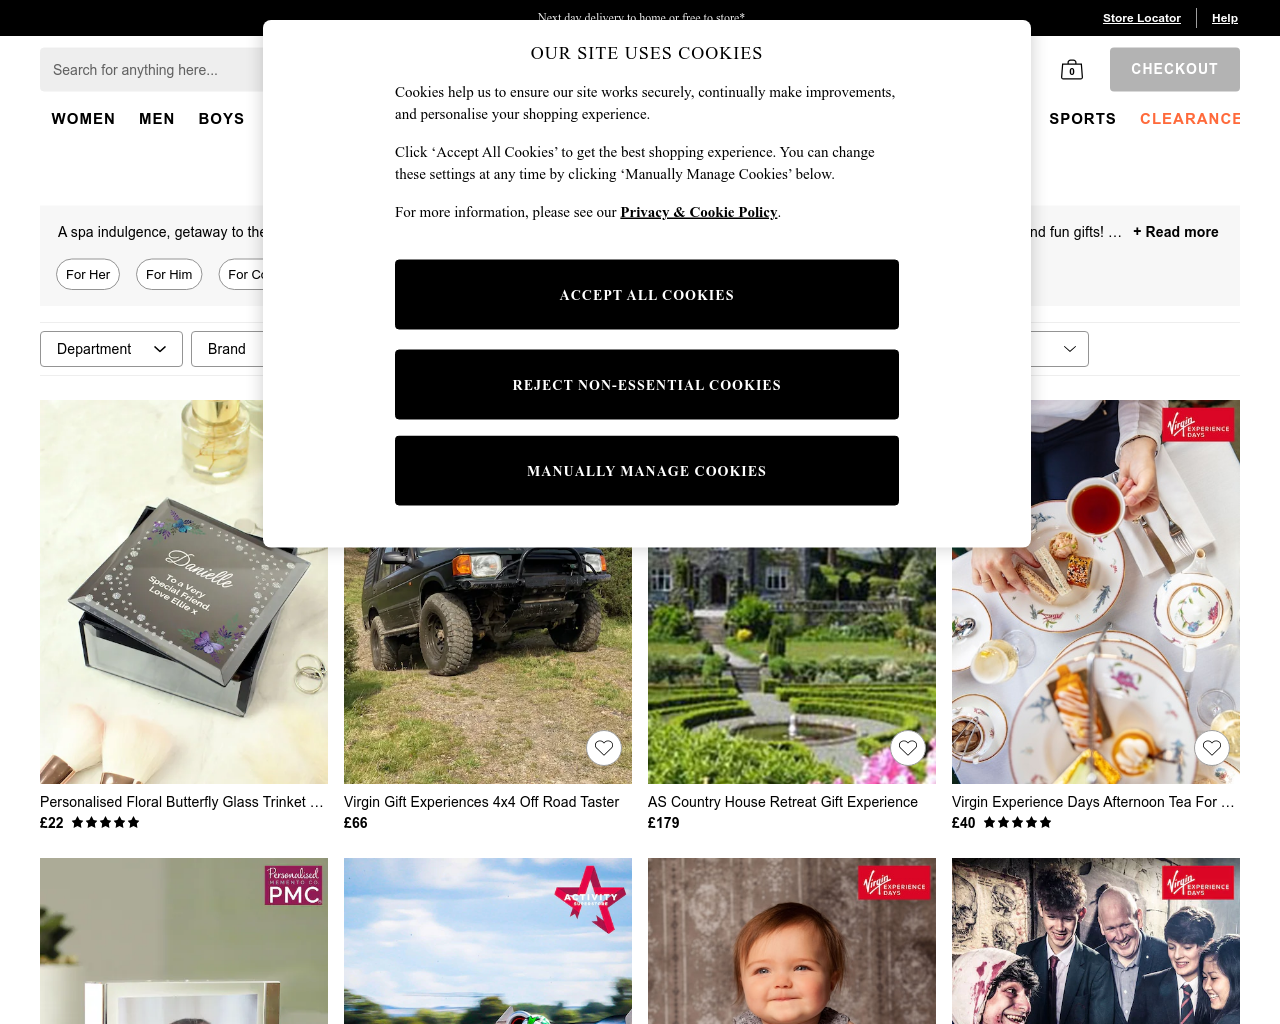 Next day delivery to home or free to store*
Store Locator
Help
Search for anything here...
0
CHECKOUT
WOMEN
MEN
BOYS
SPORTS
CLEARANCE
OUR SITE USES COOKIES
Cookies help us to ensure our site works securely, continually make improvements,
and personalise your shopping experience.
Click ‘Accept All Cookies’ to get the best shopping experience. You can change
these settings at any time by clicking ‘Manually Manage Cookies’ below.
For more information, please see our Privacy & Cookie Policy.
ACCEPT ALL COOKIES
REJECT NON-ESSENTIAL COOKIES
MANUALLY MANAGE COOKIES
A spa indulgence, getaway to the
and fun gifts! … + Read more
For Her
For Him
For
Department
Brand
Virgin EXPERIENCE DAYS
Danielle
To a Very
Special Friend.
Love Ellie x
Personalised Floral Butterfly Glass Trinket …
£22
Virgin Gift Experiences 4x4 Off Road Taster
£66
AS Country House Retreat Gift Experience
£179
Virgin Experience Days Afternoon Tea For …
£40
Personalised
MEMENTO CO.
PMC
ACTIVITY
SUPERSTORE
Virgin EXPERIENCE DAYS
Virgin EXPERIENCE DAYS